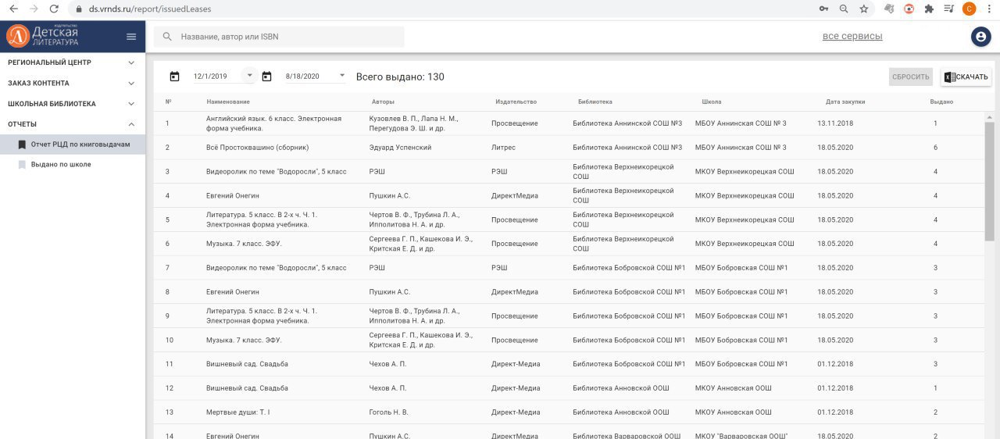 ds.vrnds.ru/report/issuedLeases
С
издательство
Детская
ЛИТЕРАТУРА
Название, автор или ISBN
все сервисы
РЕГИОНАЛЬНЫЙ ЦЕНТР
ЗАКАЗ КОНТЕНТА
ШКОЛЬНАЯ БИБЛИОТЕКА
ОТЧЕТЫ
Отчет РЦД по книговыдачам
Выдано по школе
12/1/2019 8/18/2020 Всего выдано: 130 СБРОСИТЬ СКАЧАТЬ
№ Наименование Авторы Издательство Библиотека Школа Дата закупки Выдано
1 Английский язык. 6 класс. Электронная форма учебника. Кузовлев В. П., Лапа Н. М., Перегудова Э. Ш. и др. Просвещение Библиотека Аннинской СОШ №3 МБОУ Аннинская СОШ № 3 13.11.2018 1
2 Всё Простоквашино (сборник) Эдуард Успенский Литрес Библиотека Аннинской СОШ №3 МБОУ Аннинская СОШ № 3 18.05.2020 6
3 Видеоролик по теме "Водоросли", 5 класс РЭШ РЭШ Библиотека Верхнеикорецкой СОШ МКОУ Верхнеикорецкая СОШ 18.05.2020 4
4 Евгений Онегин Пушкин А.С. ДиректМедиа Библиотека Верхнеикорецкой СОШ МКОУ Верхнеикорецкая СОШ 18.05.2020 4
5 Литература. 5 класс. В 2-х ч. Ч. 1. Электронная форма учебника. Чертов В. Ф., Трубина Л. А., Ипполитова Н. А. и др. Просвещение Библиотека Верхнеикорецкой СОШ МКОУ Верхнеикорецкая СОШ 18.05.2020 4
6 Музыка. 7 класс. ЭФУ. Сергеева Г. П., Кашекова И. Э., Критская Е. Д. и др. Просвещение Библиотека Верхнеикорецкой СОШ МКОУ Верхнеикорецкая СОШ 18.05.2020 4
7 Видеоролик по теме "Водоросли", 5 класс РЭШ РЭШ Библиотека Бобровской СОШ №1 МБОУ Бобровская СОШ №1 18.05.2020 3
8 Евгений Онегин Пушкин А.С. ДиректМедиа Библиотека Бобровской СОШ №1 МБОУ Бобровская СОШ №1 18.05.2020 3
9 Литература. 5 класс. В 2-х ч. Ч. 1. Электронная форма учебника. Чертов В. Ф., Трубина Л. А., Ипполитова Н. А. и др. Просвещение Библиотека Бобровской СОШ №1 МБОУ Бобровская СОШ №1 18.05.2020 3
10 Музыка. 7 класс. ЭФУ. Сергеева Г. П., Кашекова И. Э., Критская Е. Д. и др. Просвещение Библиотека Бобровской СОШ №1 МБОУ Бобровская СОШ №1 18.05.2020 3
11 Вишневый сад. Свадьба Чехов А. П. Директ-Медиа Библиотека Бобровской СОШ №1 МБОУ Бобровская СОШ №1 01.12.2018 3
12 Вишневый сад. Свадьба Чехов А. П. Директ-Медиа Библиотека Анновской ООШ МКОУ Анновская ООШ 01.12.2018 1
13 Мертвые души: Т. I Гоголь Н. В. Директ-Медиа Библиотека Анновской ООШ МКОУ Анновская ООШ 01.12.2018 2
14 Евгений Онегин Пушкин А.С. ДиректМедиа Библиотека Варваровской ООШ МКОУ "Варваровская ООШ" 18.05.2020 2